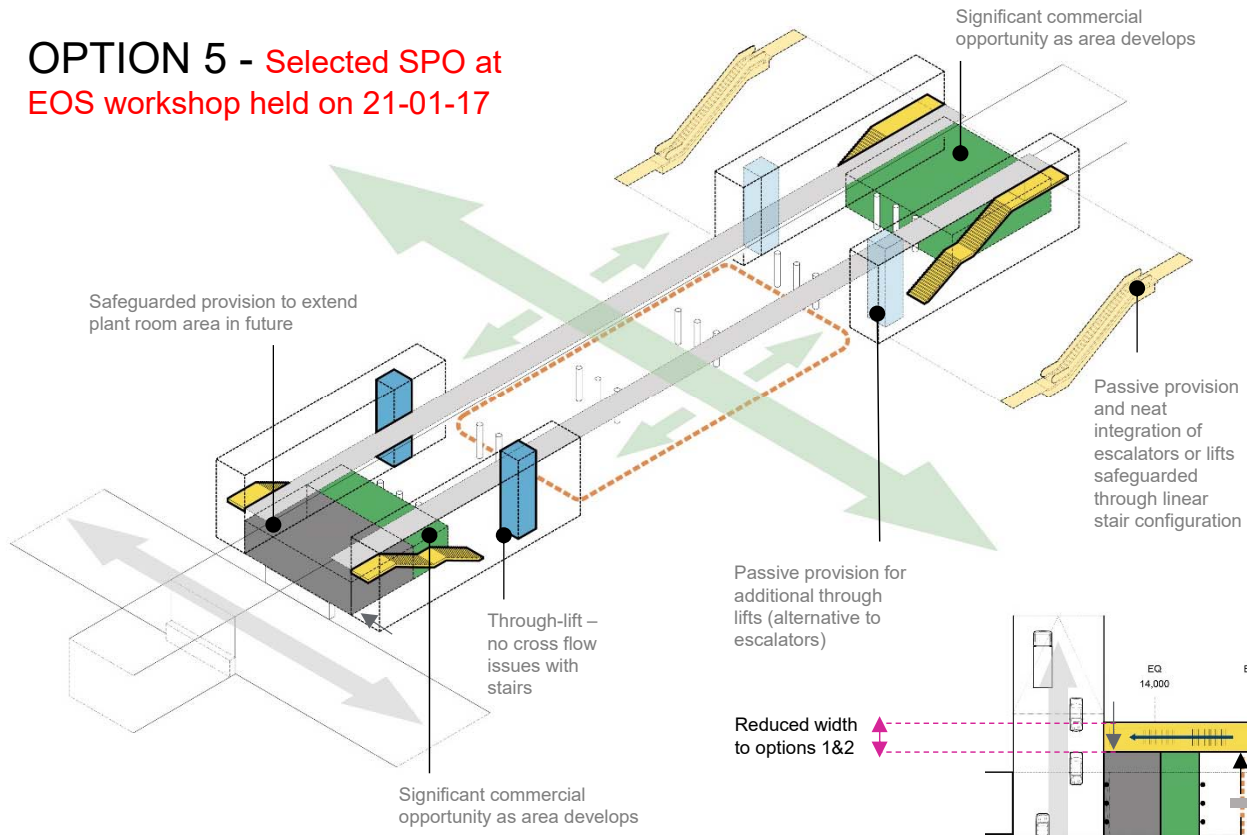 OPTION 5 - Selected SPO at
EOS workshop held on 21-01-17
Significant commercial
opportunity as area develops
Safeguarded provision to extend
plant room area in future
Passive provision
and neat
integration of
escalators or lifts
safeguarded
through linear
stair configuration
Passive provision for
additional through
lifts (alternative to
escalators)
Through-lift –
no cross flow
issues with
stairs
Significant commercial
opportunity as area develops
Reduced width
to options 1&2
EQ
14,000